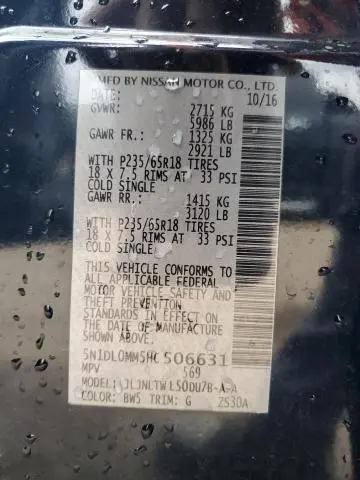 MFD BY NISSAN MOTOR CO., LTD.
DATE: 10/16
GVWR: 2715 KG
5986 LB
GAWR FR.: 1325 KG
2921 LB
WITH P235/65R18 TIRES
18 X 7.5 RIMS AT 33 PSI
COLD SINGLE
GAWR RR.: 1415 KG
3120 LB
WITH P235/65R18 TIRES
18 X 7.5 RIMS AT 33 PSI
COLD SINGLE
THIS VEHICLE CONFORMS TO
ALL APPLICABLE FEDERAL
MOTOR VEHICLE SAFETY AND
THEFT PREVENTION
STANDARDS IN EFFECT ON
THE DATE OF MANUFACTURE
SHOWN ABOVE.
5N1DL0MM5HC506631
MPV 569
MODEL: JLJNLTWL50DU7B-A-A
COLOR: BW5 TRIM: G ZS30A